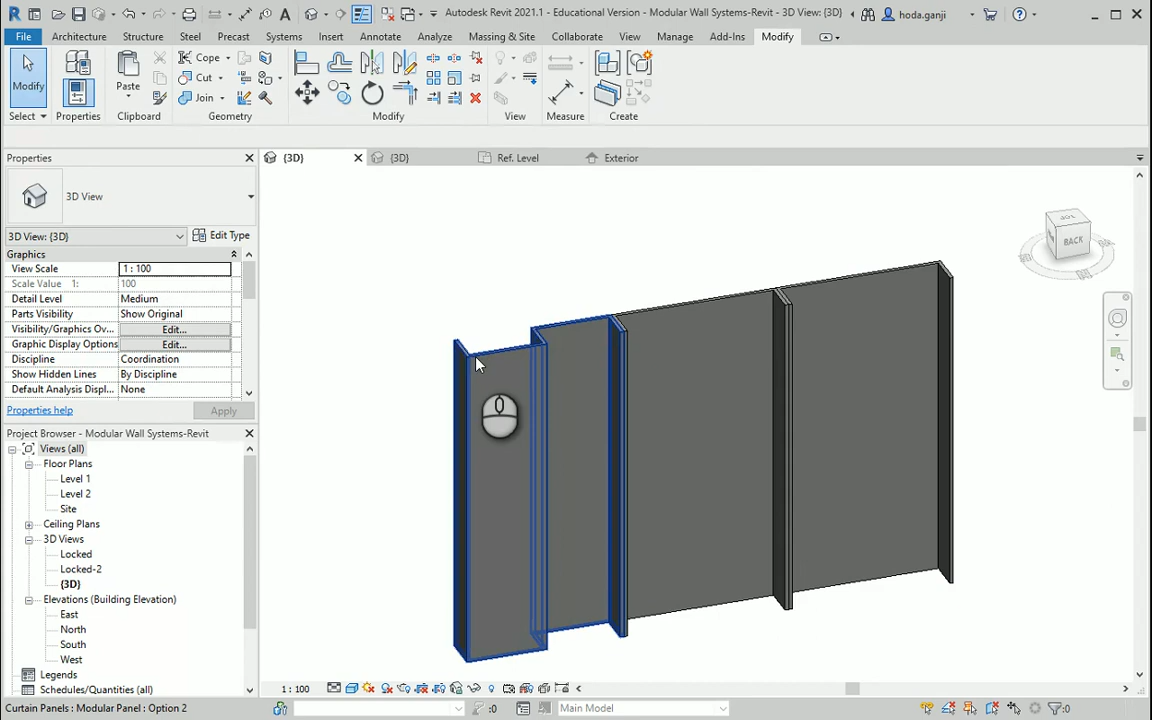 Autodesk Revit 2021.1 - Educational Version - Modular Wall Systems-Revit - 3D View: {3D}
hoda.ganji
File Architecture Structure Steel Precast Systems Insert Annotate Analyze Massing & Site Collaborate View Manage Add-Ins Modify
Modify
Paste
Cope
Cut
Join
Select Properties Clipboard Geometry Modify View Measure Create
Properties
{3D} {3D} Ref. Level Exterior
3D View
3D View: {3D} Edit Type
Graphics
View Scale 1 : 100
Scale Value 1: 100
Detail Level Medium
Parts Visibility Show Original
Visibility/Graphics Ov... Edit...
Graphic Display Options Edit...
Discipline Coordination
Show Hidden Lines By Discipline
Default Analysis Displ... None
Properties help Apply
TOP
BACK
Project Browser - Modular Wall Systems-Revit
Views (all)
Floor Plans
Level 1
Level 2
Site
Ceiling Plans
3D Views
Locked
Locked-2
{3D}
Elevations (Building Elevation)
East
North
South
West
Legends
Schedules/Quantities (all)
1 : 100
Curtain Panels : Modular Panel : Option 2
:0
Main Model
:0